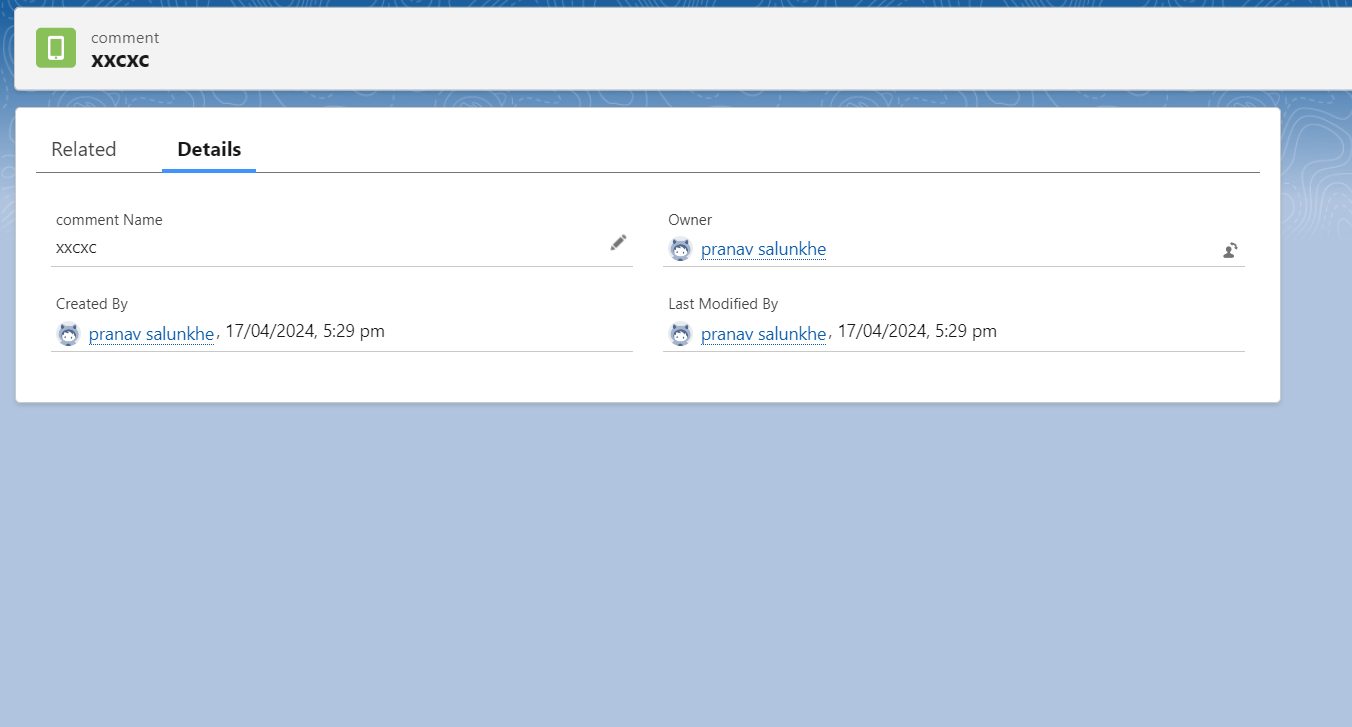 comment
xxcxc
Related
Details
comment Name
xxcxc
Owner
pranav salunkhe
Created By
pranav salunkhe, 17/04/2024, 5:29 pm
Last Modified By
pranav salunkhe, 17/04/2024, 5:29 pm